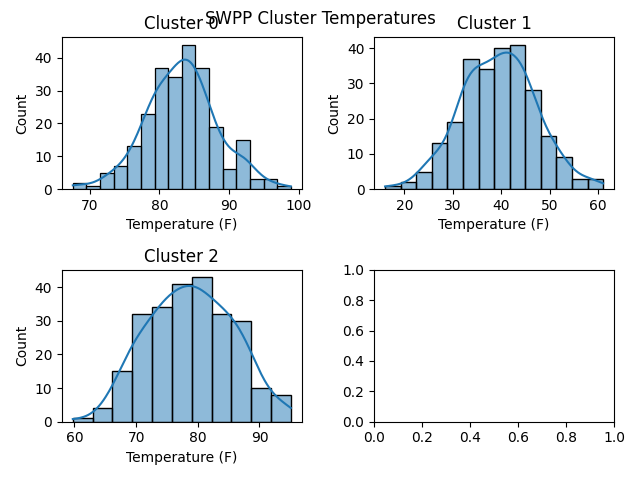 SWPP Cluster Temperatures
Cluster 0
Count
40
30
20
10
0
70 80 90 100
Temperature (F)
Cluster 1
Count
40
30
20
10
0
20 30 40 50 60
Temperature (F)
Cluster 2
Count
40
30
20
10
0
60 70 80 90
Temperature (F)
1.0
0.8
0.6
0.4
0.2
0.0
0.0 0.2 0.4 0.6 0.8 1.0